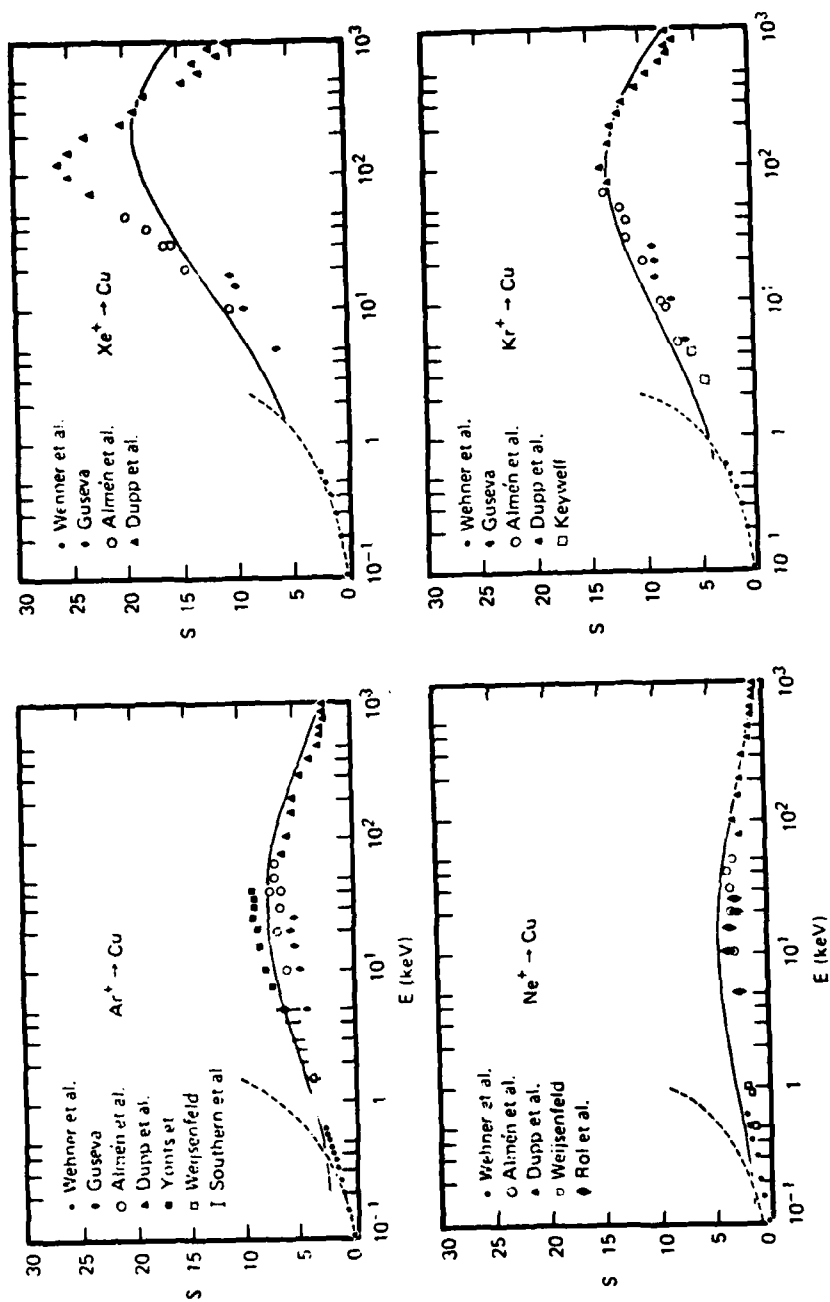 30
25
20
15
10
5
0
S
Ar⁺ → Cu
• Wehner et al.
♦ Guseva
○ Almén et al.
▲ Dupp et al.
■ Yonts et
□ Weijsenfeld
I Southern et al
10⁻¹
1
10¹
10²
10³
E (keV)
30
25
20
15
10
5
0
S
Xe⁺ → Cu
• Wenner et al.
♦ Guseva
○ Almén et al.
▲ Dupp et al.
10⁻¹
1
10¹
10²
10³
30
25
20
15
10
5
0
S
Ne⁺ → Cu
• Wehner et al.
○ Almén et al.
▲ Dupp et al.
□ Weijsenfeld
♦ Rol et al.
10⁻¹
1
10¹
10²
10³
E (keV)
30
25
20
15
10
5
0
S
Kr⁺ → Cu
• Wehner et al.
♦ Guseva
○ Almén et al.
▲ Dupp et al.
□ Keywell
10⁻¹
1
10¹
10²
10³